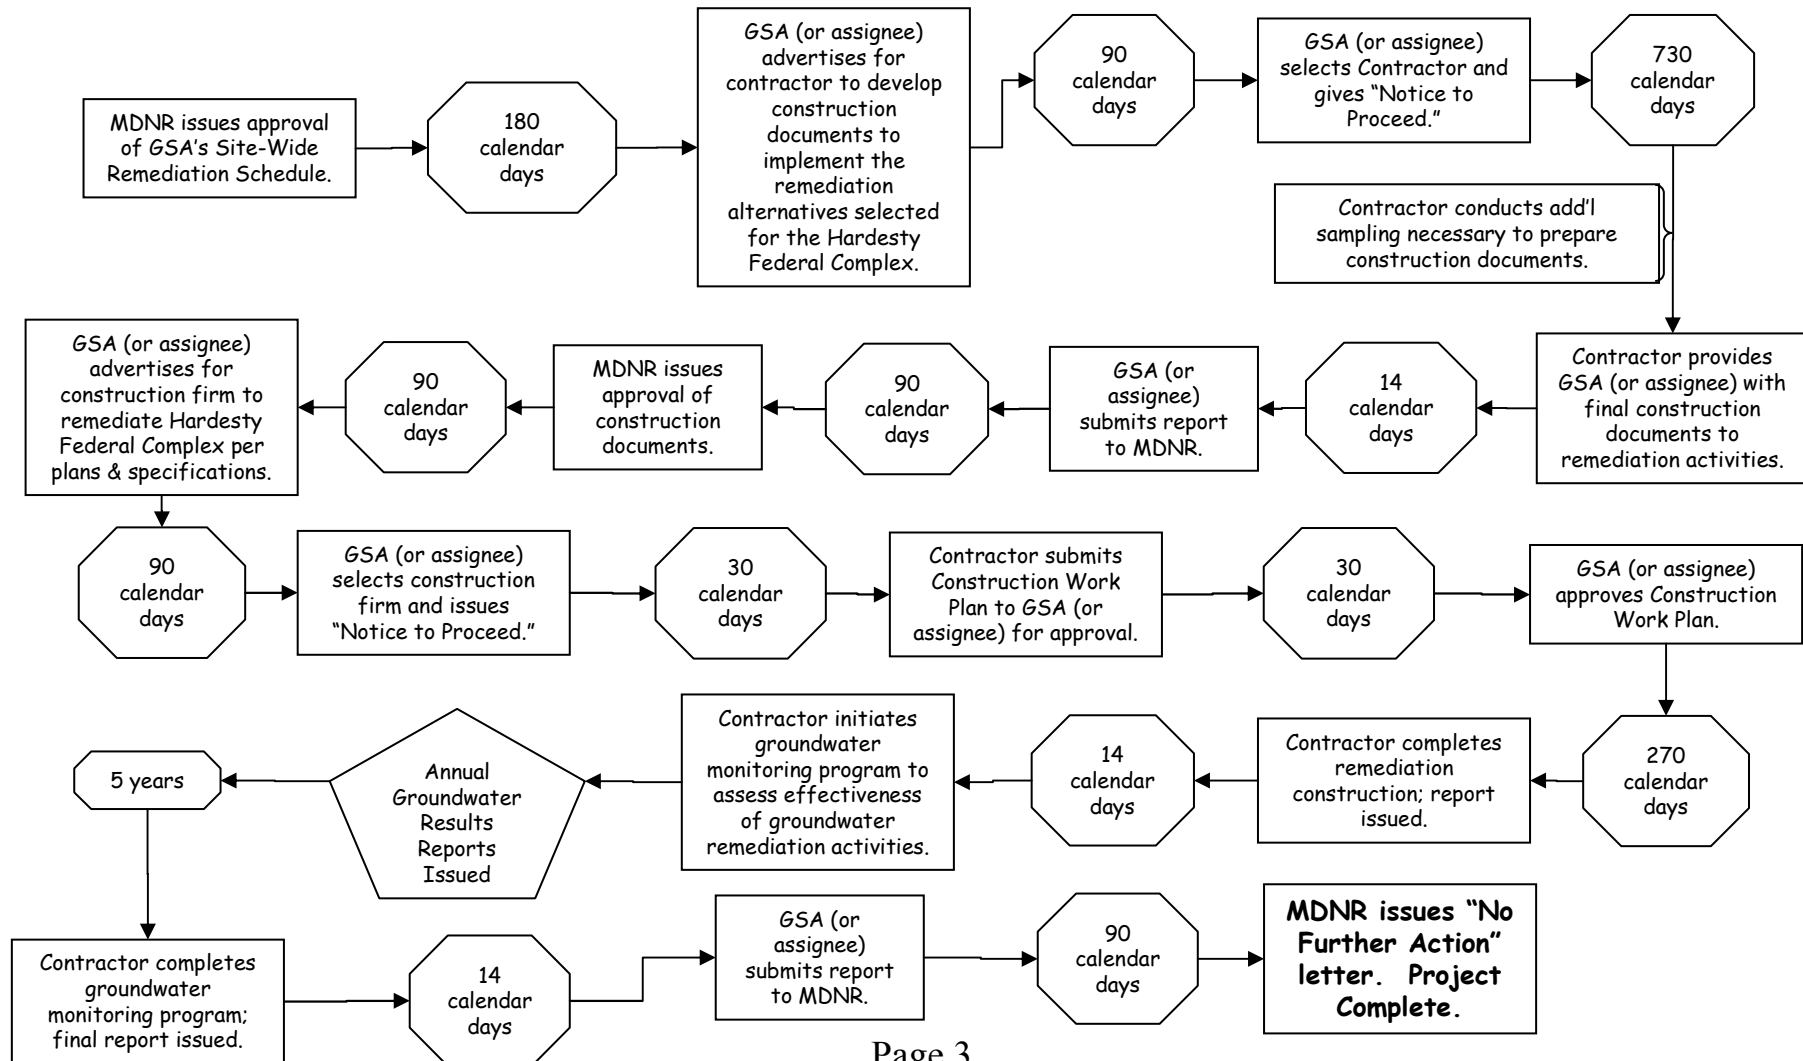 MDNR issues approval
of GSA's Site-Wide
Remediation Schedule.
180
calendar
days
GSA (or assignee)
advertises for
contractor to develop
construction
documents to
implement the
remediation
alternatives selected
for the Hardesty
Federal Complex.
90
calendar
days
GSA (or assignee)
selects Contractor and
gives “Notice to
Proceed.”
730
calendar
days
Contractor conducts add’l
sampling necessary to prepare
construction documents.
Contractor provides
GSA (or assignee) with
final construction
documents to
remediation activities.
14
calendar
days
GSA (or
assignee)
submits report
to MDNR.
90
calendar
days
MDNR issues
approval of
construction
documents.
90
calendar
days
GSA (or assignee)
advertises for
construction firm to
remediate Hardesty
Federal Complex per
plans & specifications.
90
calendar
days
GSA (or assignee)
selects construction
firm and issues
“Notice to Proceed.”
30
calendar
days
Contractor submits
Construction Work
Plan to GSA (or
assignee) for approval.
30
calendar
days
GSA (or assignee)
approves Construction
Work Plan.
270
calendar
days
Contractor completes
remediation
construction; report
issued.
14
calendar
days
Contractor initiates
groundwater
monitoring program to
assess effectiveness
of groundwater
remediation activities.
Annual
Groundwater
Results
Reports
Issued
5 years
Contractor completes
groundwater
monitoring program;
final report issued.
14
calendar
days
GSA (or
assignee)
submits report
to MDNR.
90
calendar
days
MDNR issues “No
Further Action”
letter. Project
Complete.
Page 3